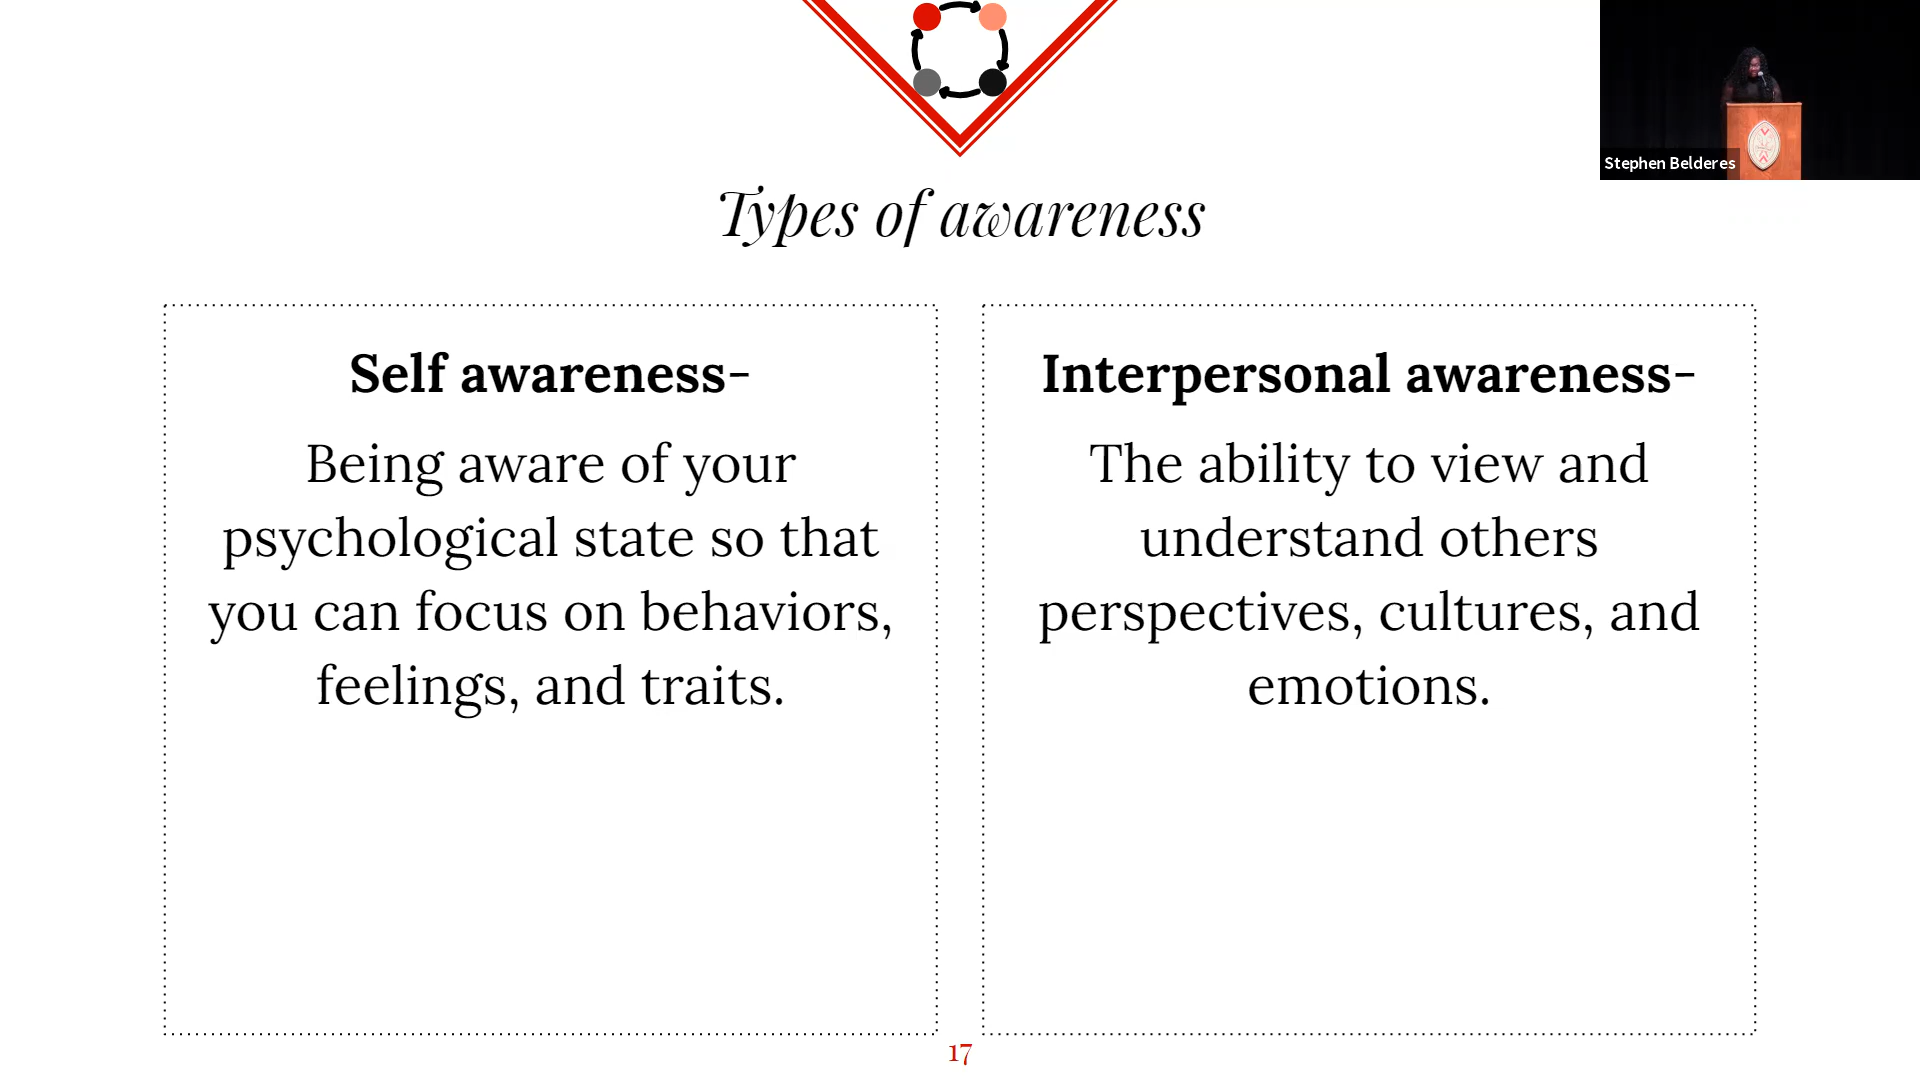 Stephen Belderes
Types of awareness
Self awareness-
Being aware of your
psychological state so that
you can focus on behaviors,
feelings, and traits.
Interpersonal awareness-
The ability to view and
understand others
perspectives, cultures, and
emotions.
17